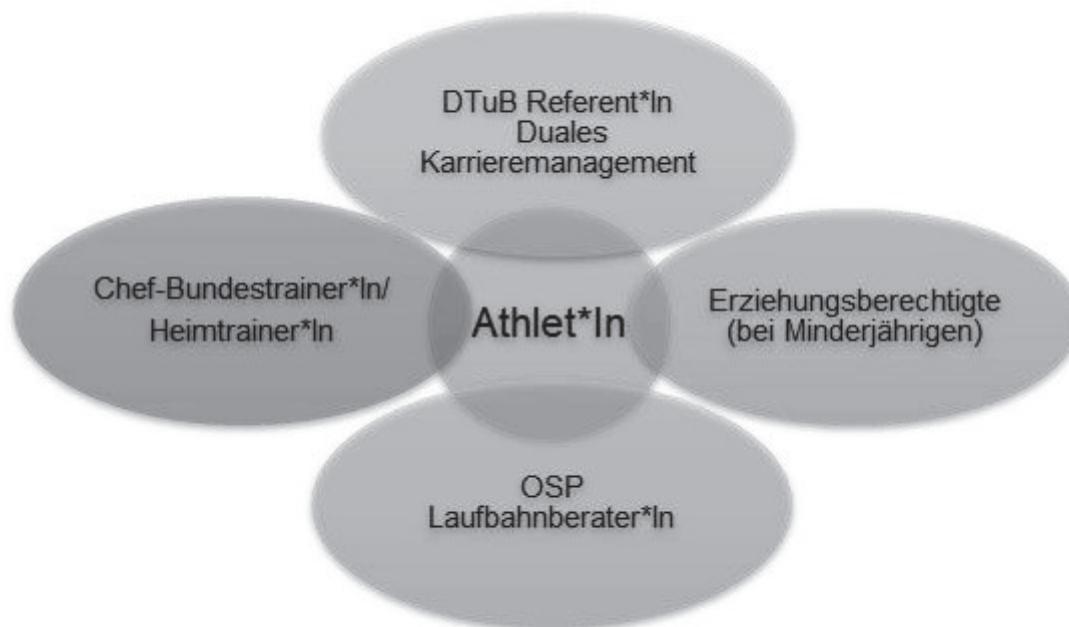 DTuB Referent*In
Duales
Karrieremanagement
Chef-Bundestrainer*In/
Heimtrainer*In
Athlet*In
Erziehungsberechtigte
(bei Minderjährigen)
OSP
Laufbahnberater*In